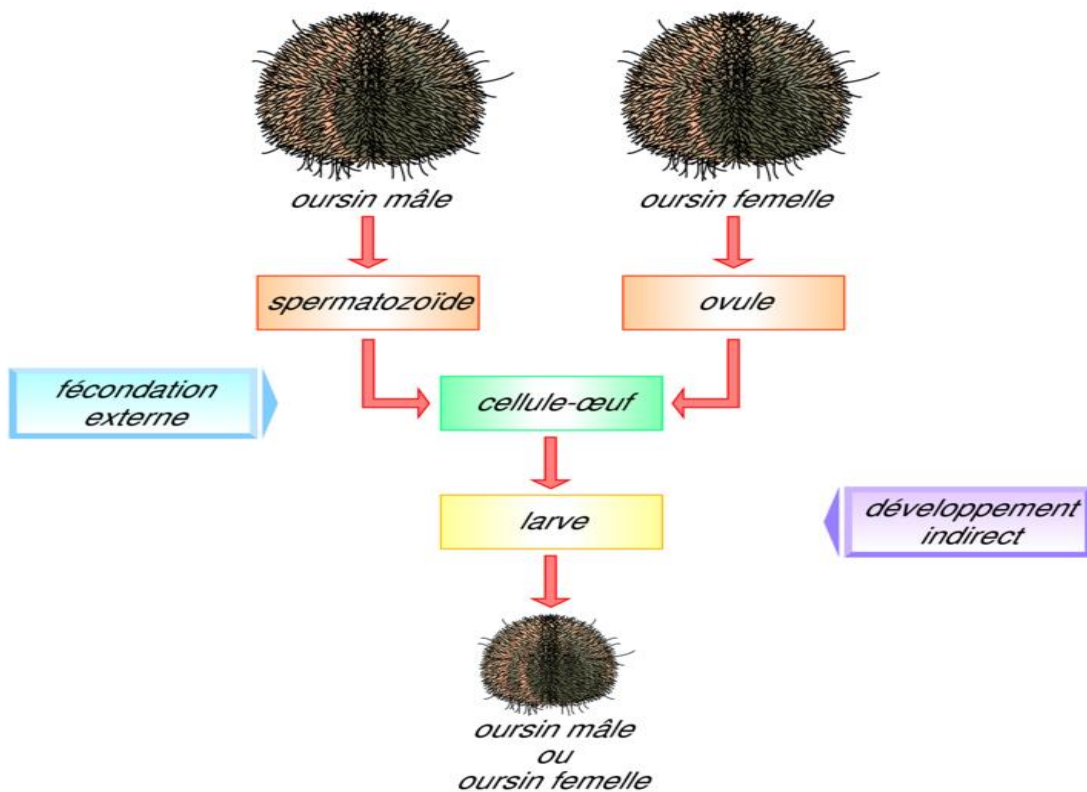 oursin mâle
oursin femelle
spermatozoïde
ovule
fécondation
externe
cellule-œuf
larve
développement
indirect
oursin mâle
ou
oursin femelle